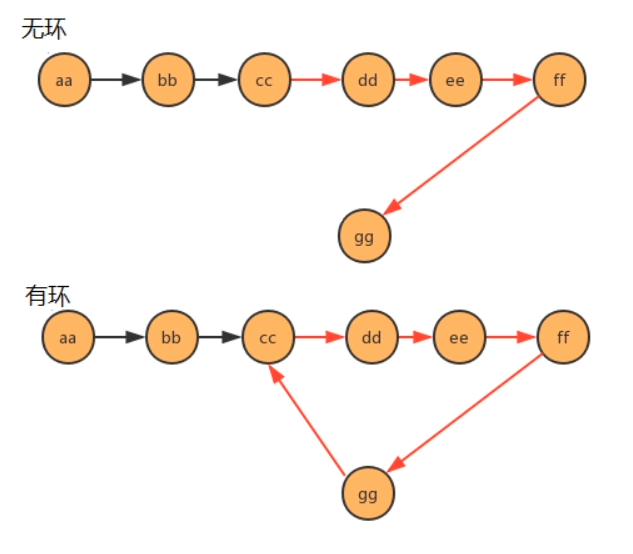 无环
aa bb cc dd ee ff
gg
有环
aa bb cc dd ee ff
gg